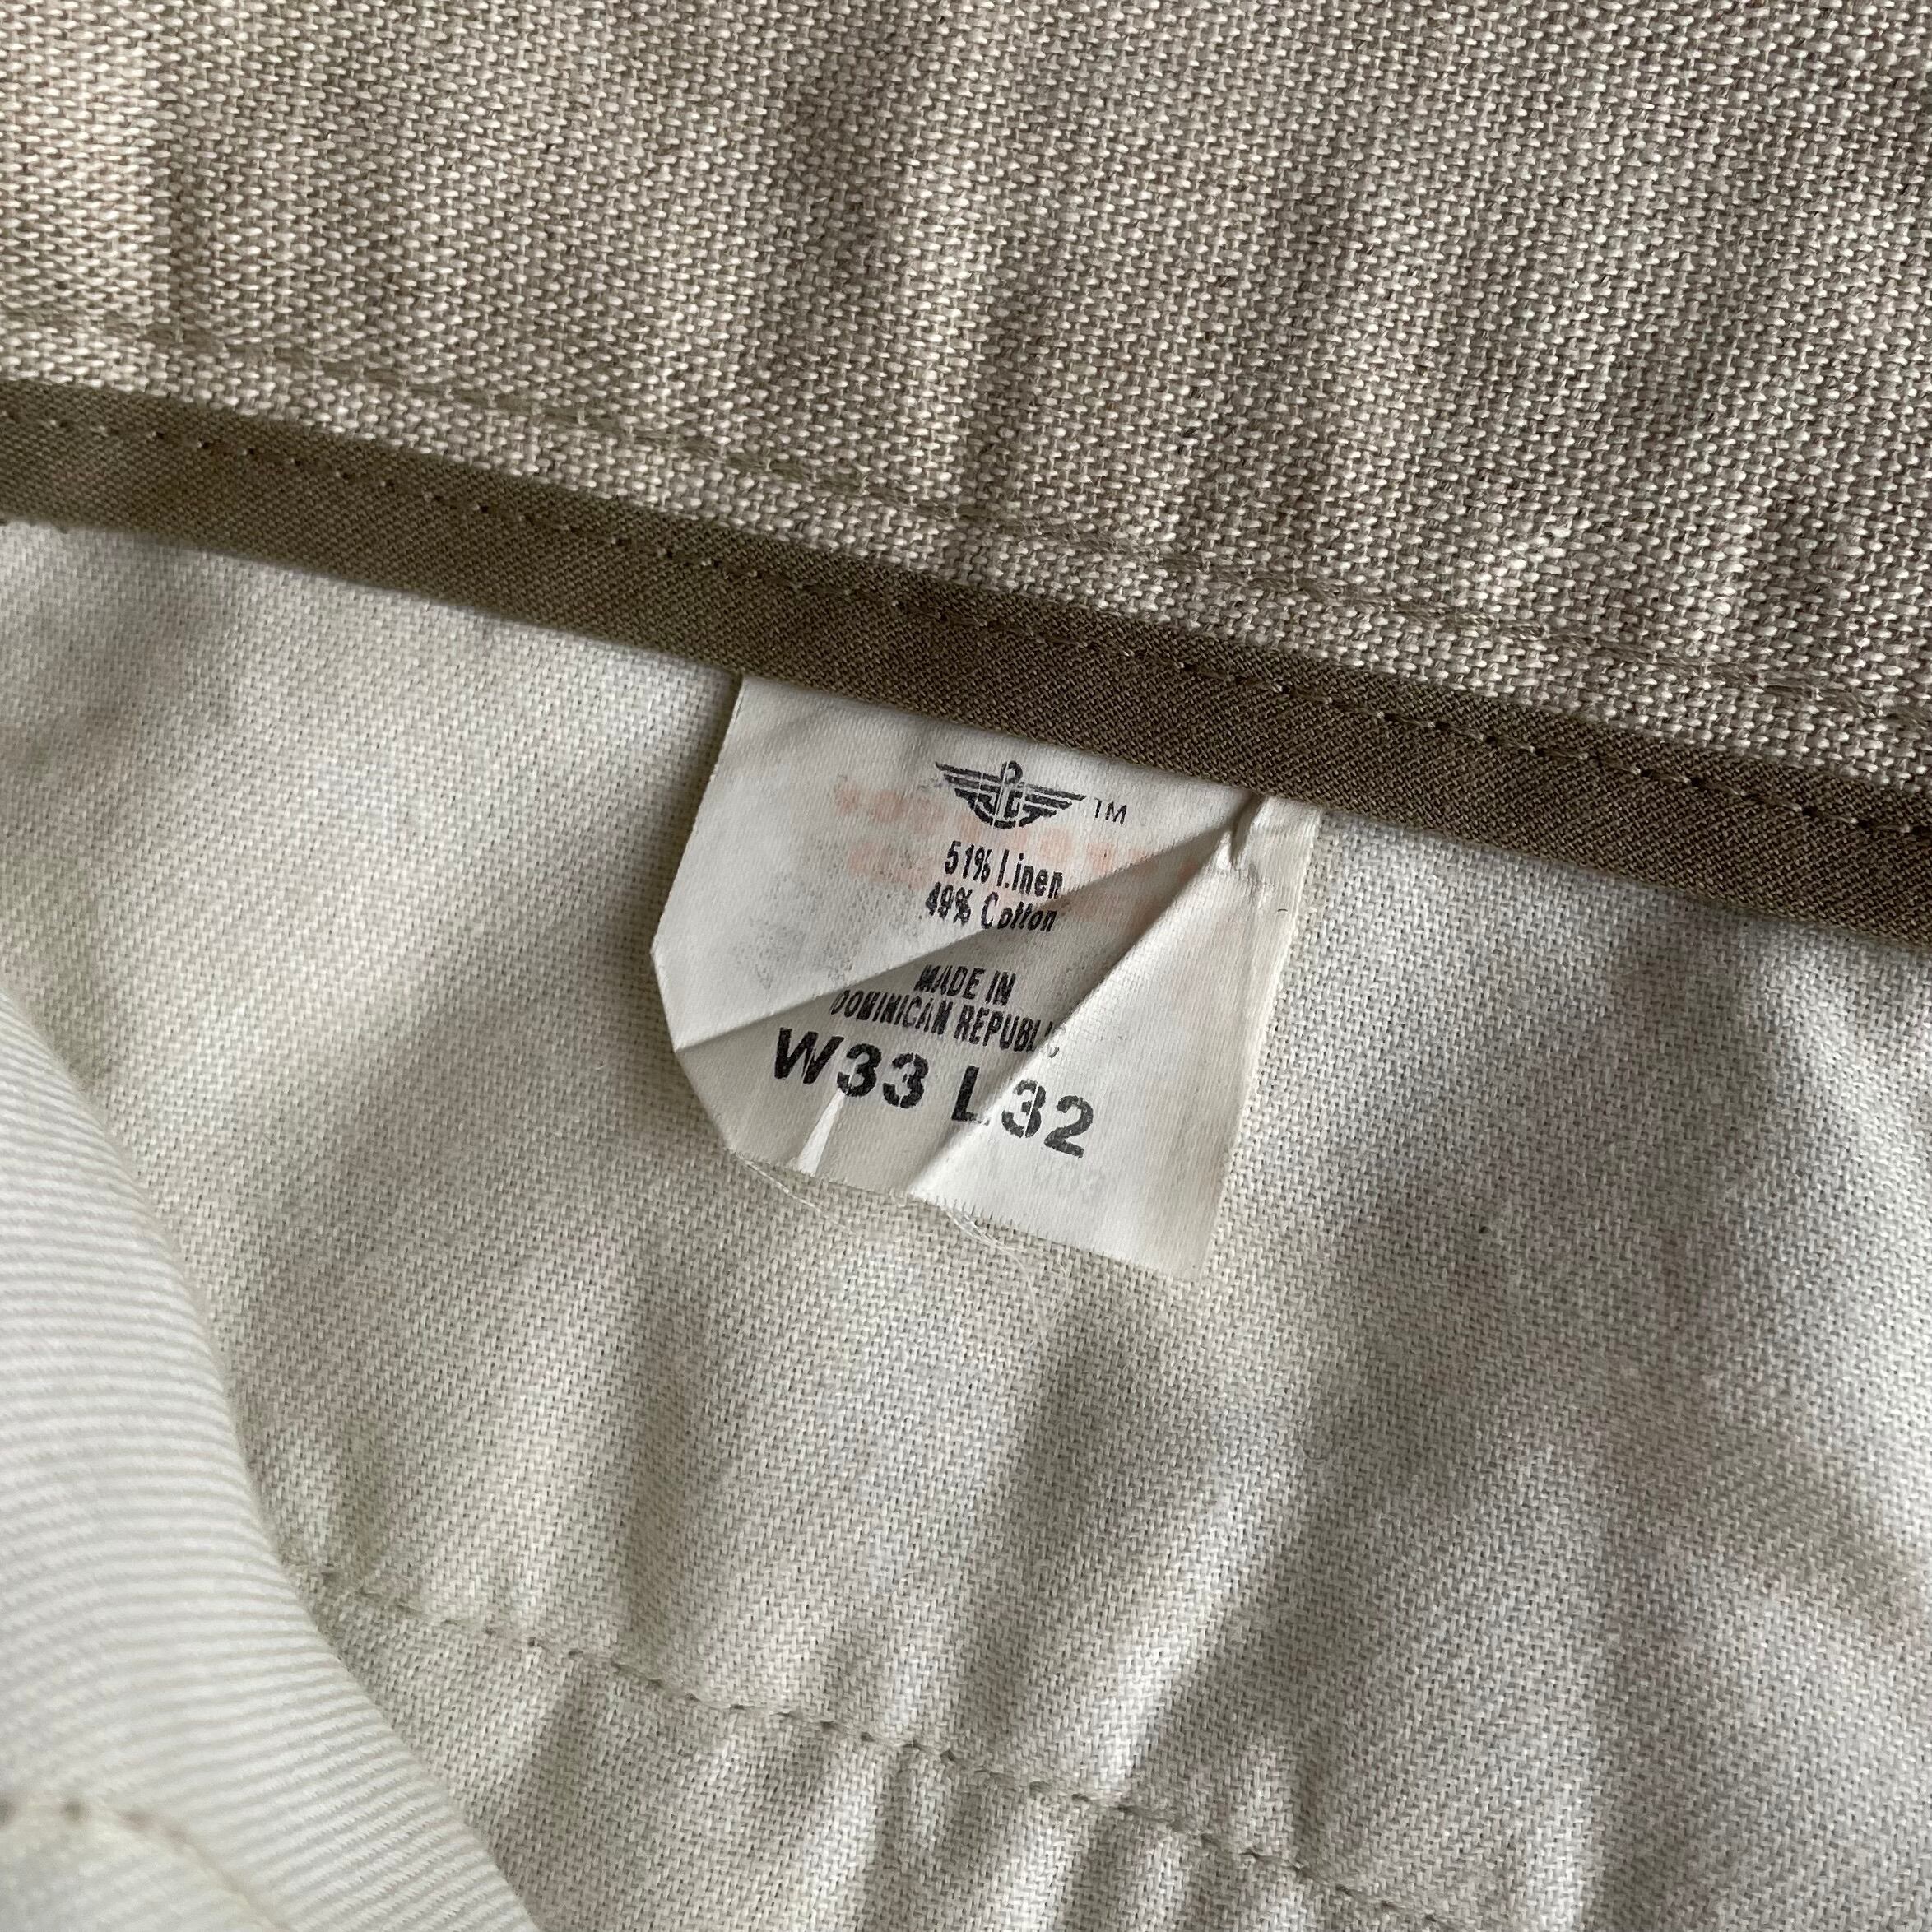 TM
51% Linen
49% Cotton
MADE IN
DOMINICAN REPUBLIC
W33 L32